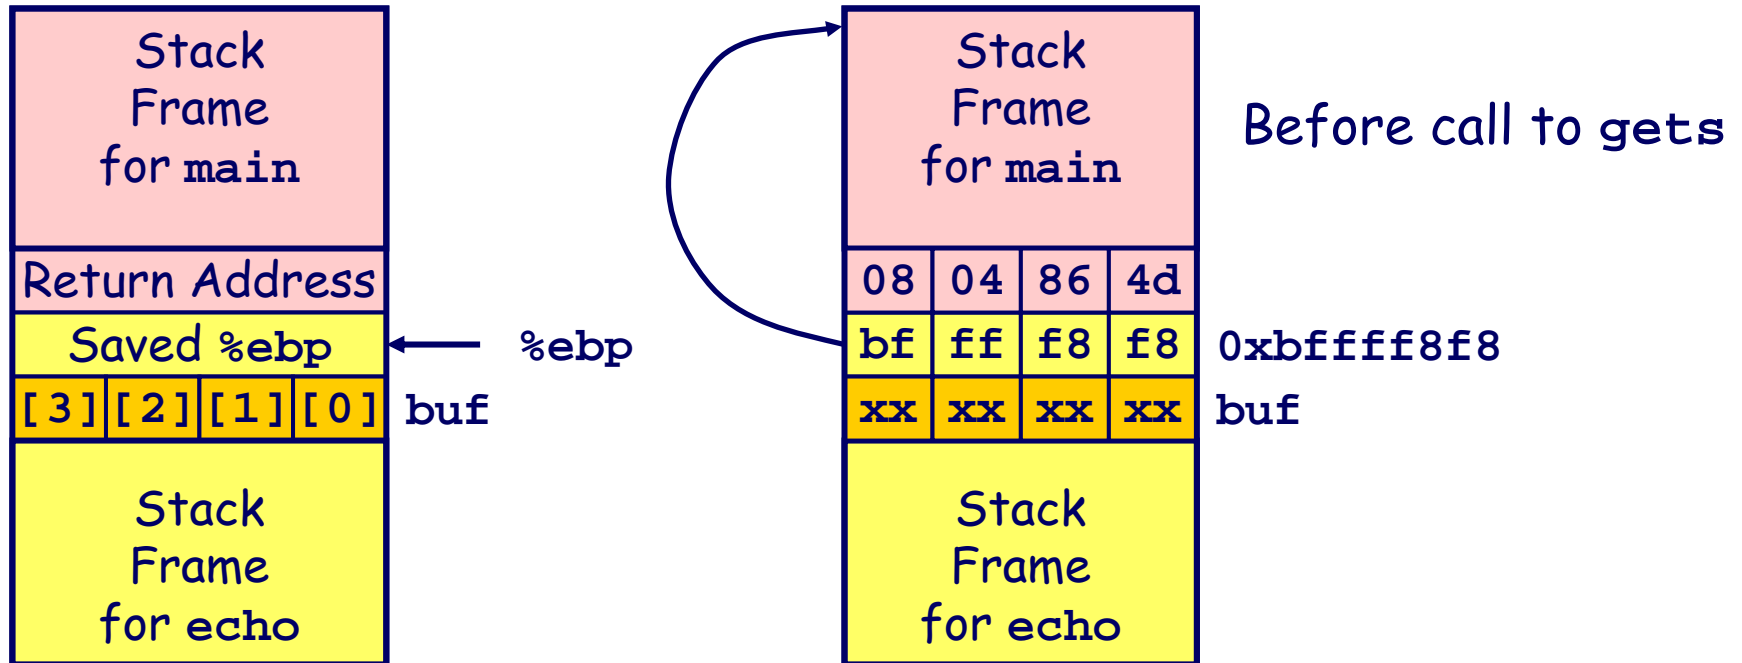 Stack
Frame
for main
Return Address
Saved %ebp
%ebp
[3] [2] [1] [0]
buf
Stack
Frame
for echo
Stack
Frame
for main
Before call to gets
08 04 86 4d
bf ff f8 f8
0xbffff8f8
xx xx xx xx
buf
Stack
Frame
for echo